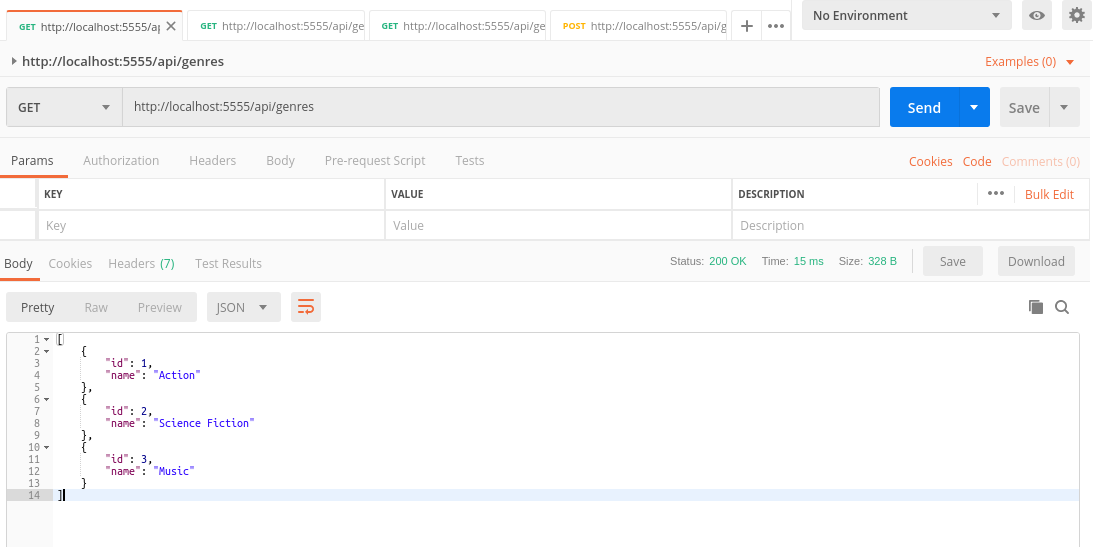 GET http://localhost:5555/ap GET http://localhost:5555/api/ge GET http://localhost:5555/api/ge POST http://localhost:5555/api/g No Environment
http://localhost:5555/api/genres Examples (0)
GET http://localhost:5555/api/genres Send Save
Params Authorization Headers Body Pre-request Script Tests Cookies Code Comments (0)
KEY VALUE DESCRIPTION Bulk Edit
Key Value Description
Body Cookies Headers (7) Test Results Status: 200 OK Time: 15 ms Size: 328 B Save Download
Pretty Raw Preview JSON
1 [
2 {
3 "id": 1,
4 "name": "Action"
5 },
6 {
7 "id": 2,
8 "name": "Science Fiction"
9 },
10 {
11 "id": 3,
12 "name": "Music"
13 }
14 ]